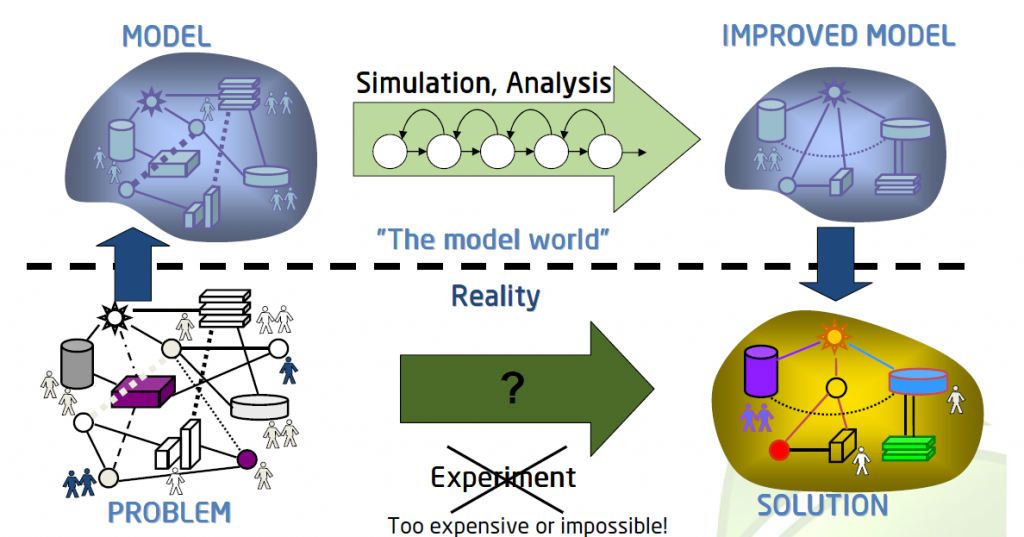 MODEL
IMPROVED MODEL
Simulation, Analysis
"The model world"
Reality
?
Experiment
Too expensive or impossible!
PROBLEM
SOLUTION